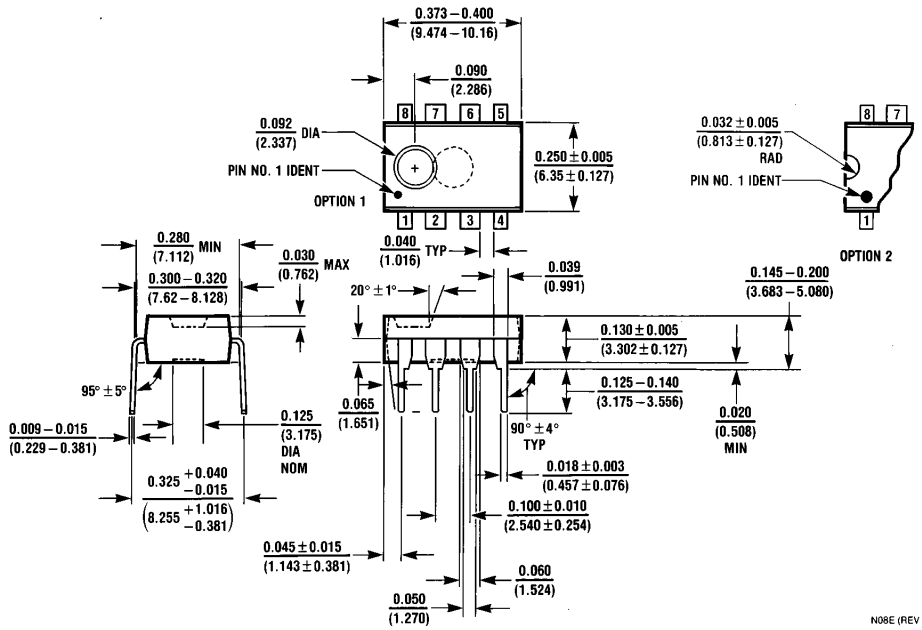 0.373 – 0.400
(9.474 – 10.16)
0.090
(2.286)
8 7 6 5
0.092 DIA
(2.337)
PIN NO. 1 IDENT
OPTION 1
1 2 3 4
0.250 ± 0.005
(6.35 ± 0.127)
8 7
0.032 ± 0.005
(0.813 ± 0.127)
RAD
PIN NO. 1 IDENT
1
OPTION 2
0.280 MIN
(7.112)
0.300 – 0.320
(7.62 – 8.128)
0.030 MAX
(0.762)
0.040 TYP
(1.016)
0.039
(0.991)
20° ± 1°
0.145 – 0.200
(3.683 – 5.080)
0.130 ± 0.005
(3.302 ± 0.127)
0.125 – 0.140
(3.175 – 3.556)
0.020
(0.508)
MIN
95° ± 5°
0.009 – 0.015
(0.229 – 0.381)
0.125
(3.175)
DIA
NOM
0.065
(1.651)
90° ± 4°
TYP
0.325 +0.040
−0.015
(8.255 +1.016
−0.381)
0.018 ± 0.003
(0.457 ± 0.076)
0.100 ± 0.010
(2.540 ± 0.254)
0.045 ± 0.015
(1.143 ± 0.381)
0.060
(1.524)
0.050
(1.270)
N08E (REV